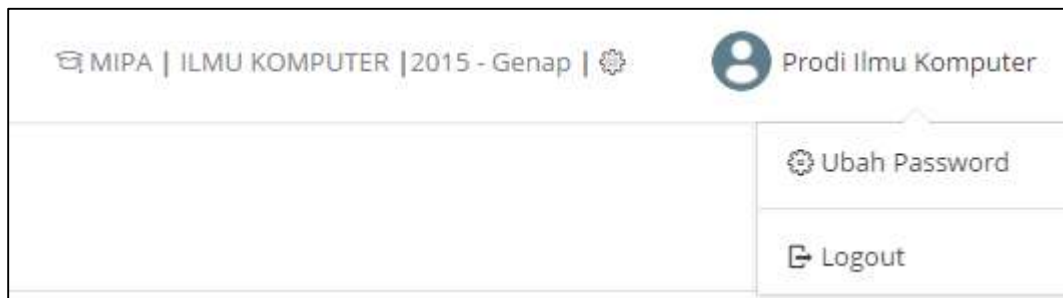 MIPA | ILMU KOMPUTER |2015 - Genap |
Prodi Ilmu Komputer
Ubah Password
Logout